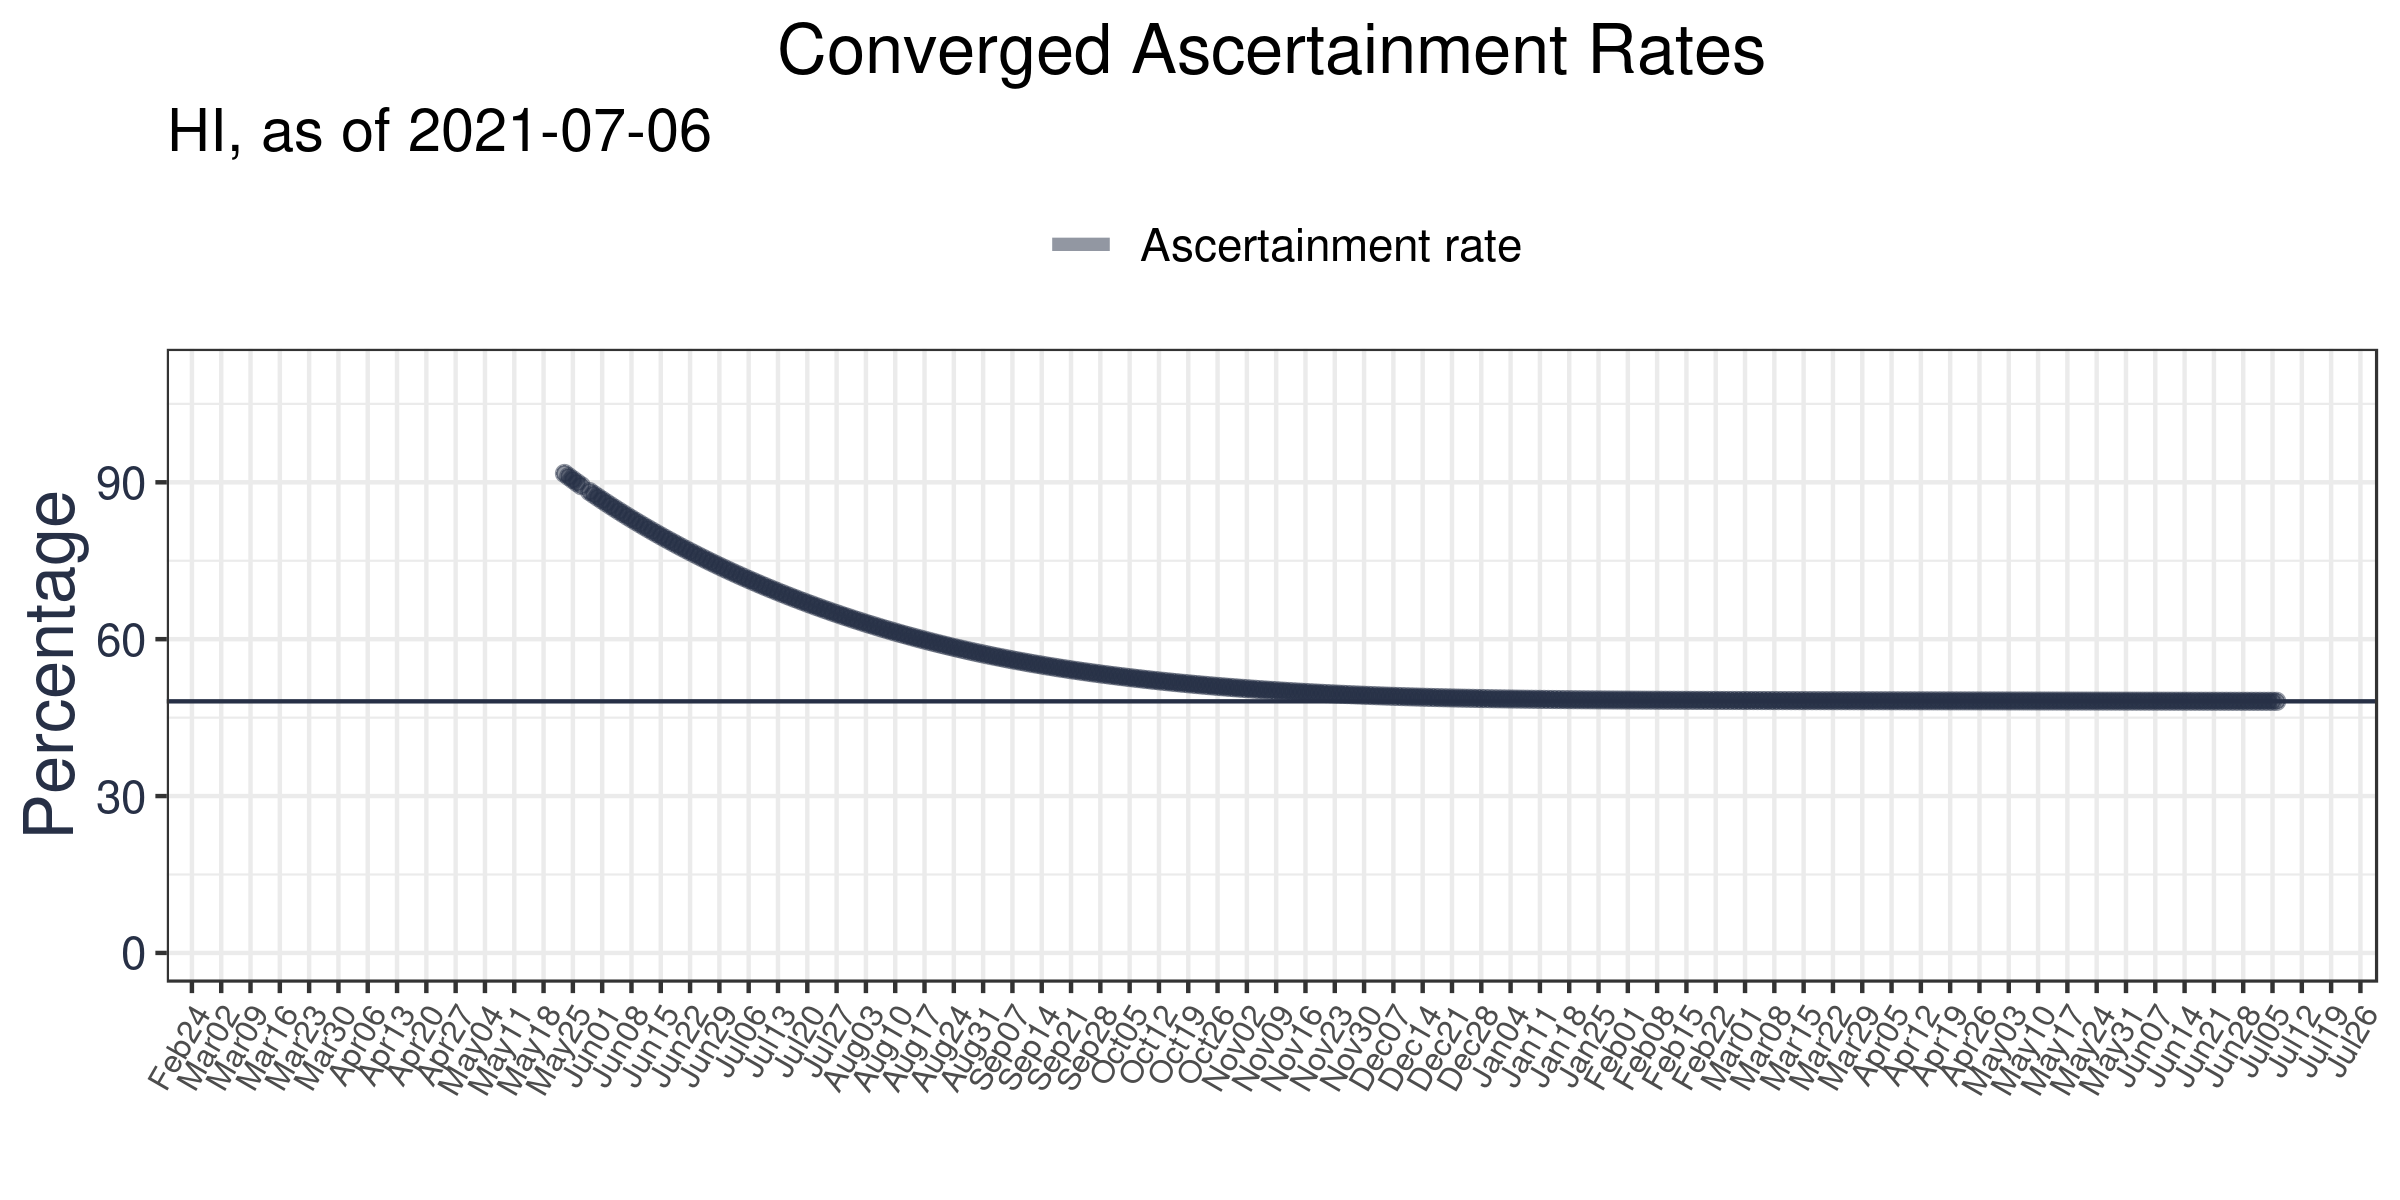 Converged Ascertainment Rates
HI, as of 2021-07-06
Ascertainment rate
Percentage
90
60
30
0
Feb24
Mar02
Mar09
Mar16
Mar23
Mar30
Apr06
Apr13
Apr20
Apr27
May04
May11
May18
May25
Jun01
Jun08
Jun15
Jun22
Jun29
Jul06
Jul13
Jul20
Jul27
Aug03
Aug10
Aug17
Aug24
Aug31
Sep07
Sep14
Sep21
Sep28
Oct05
Oct12
Oct19
Oct26
Nov02
Nov09
Nov16
Nov23
Nov30
Dec07
Dec14
Dec21
Dec28
Jan04
Jan11
Jan18
Jan25
Feb01
Feb08
Feb15
Feb22
Mar01
Mar08
Mar15
Mar22
Mar29
Apr05
Apr12
Apr19
Apr26
May03
May10
May17
May24
May31
Jun07
Jun14
Jun21
Jun28
Jul05
Jul12
Jul19
Jul26